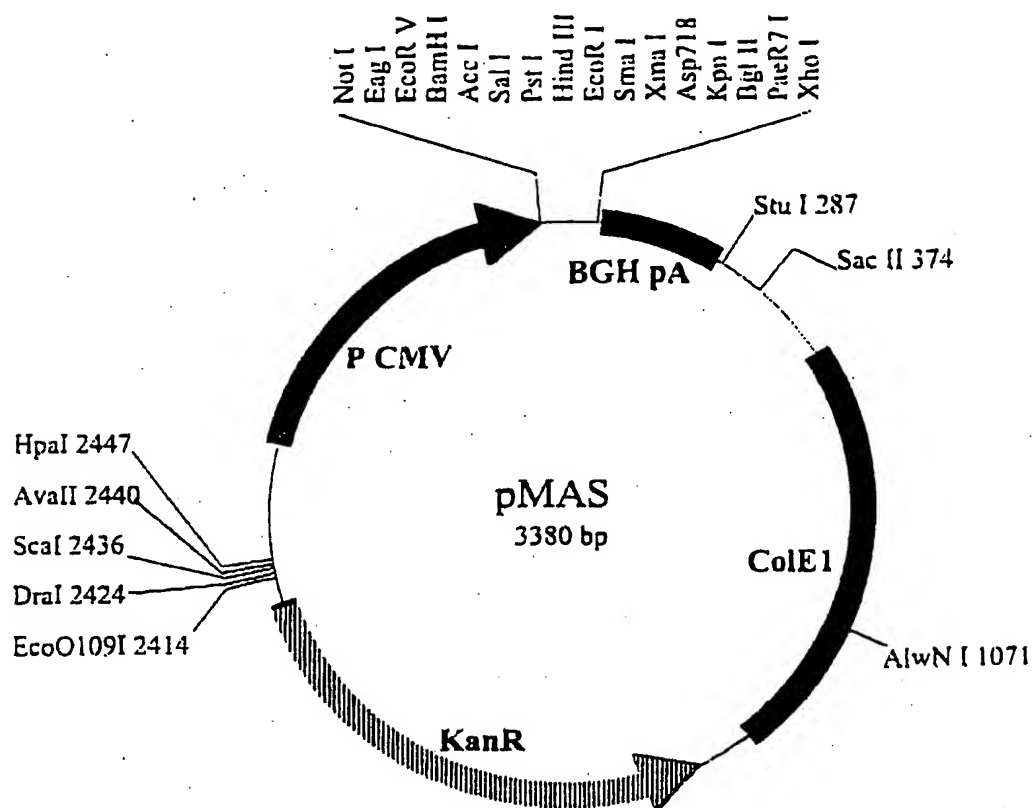 Not I
Eag I
EcoR V
BamH I
Acc I
Sal I
Pst I
Hind III
EcoR I
Sma I
Xma I
Asp718
Kpn I
Bgl II
PaeR7 I
Xho I
Stu I 287
Sac II 374
BGH pA
P CMV
HpaI 2447
AvaII 2440
ScaI 2436
DraI 2424
EcoO109I 2414
pMAS
3380 bp
ColE1
AlwN I 1071
KanR